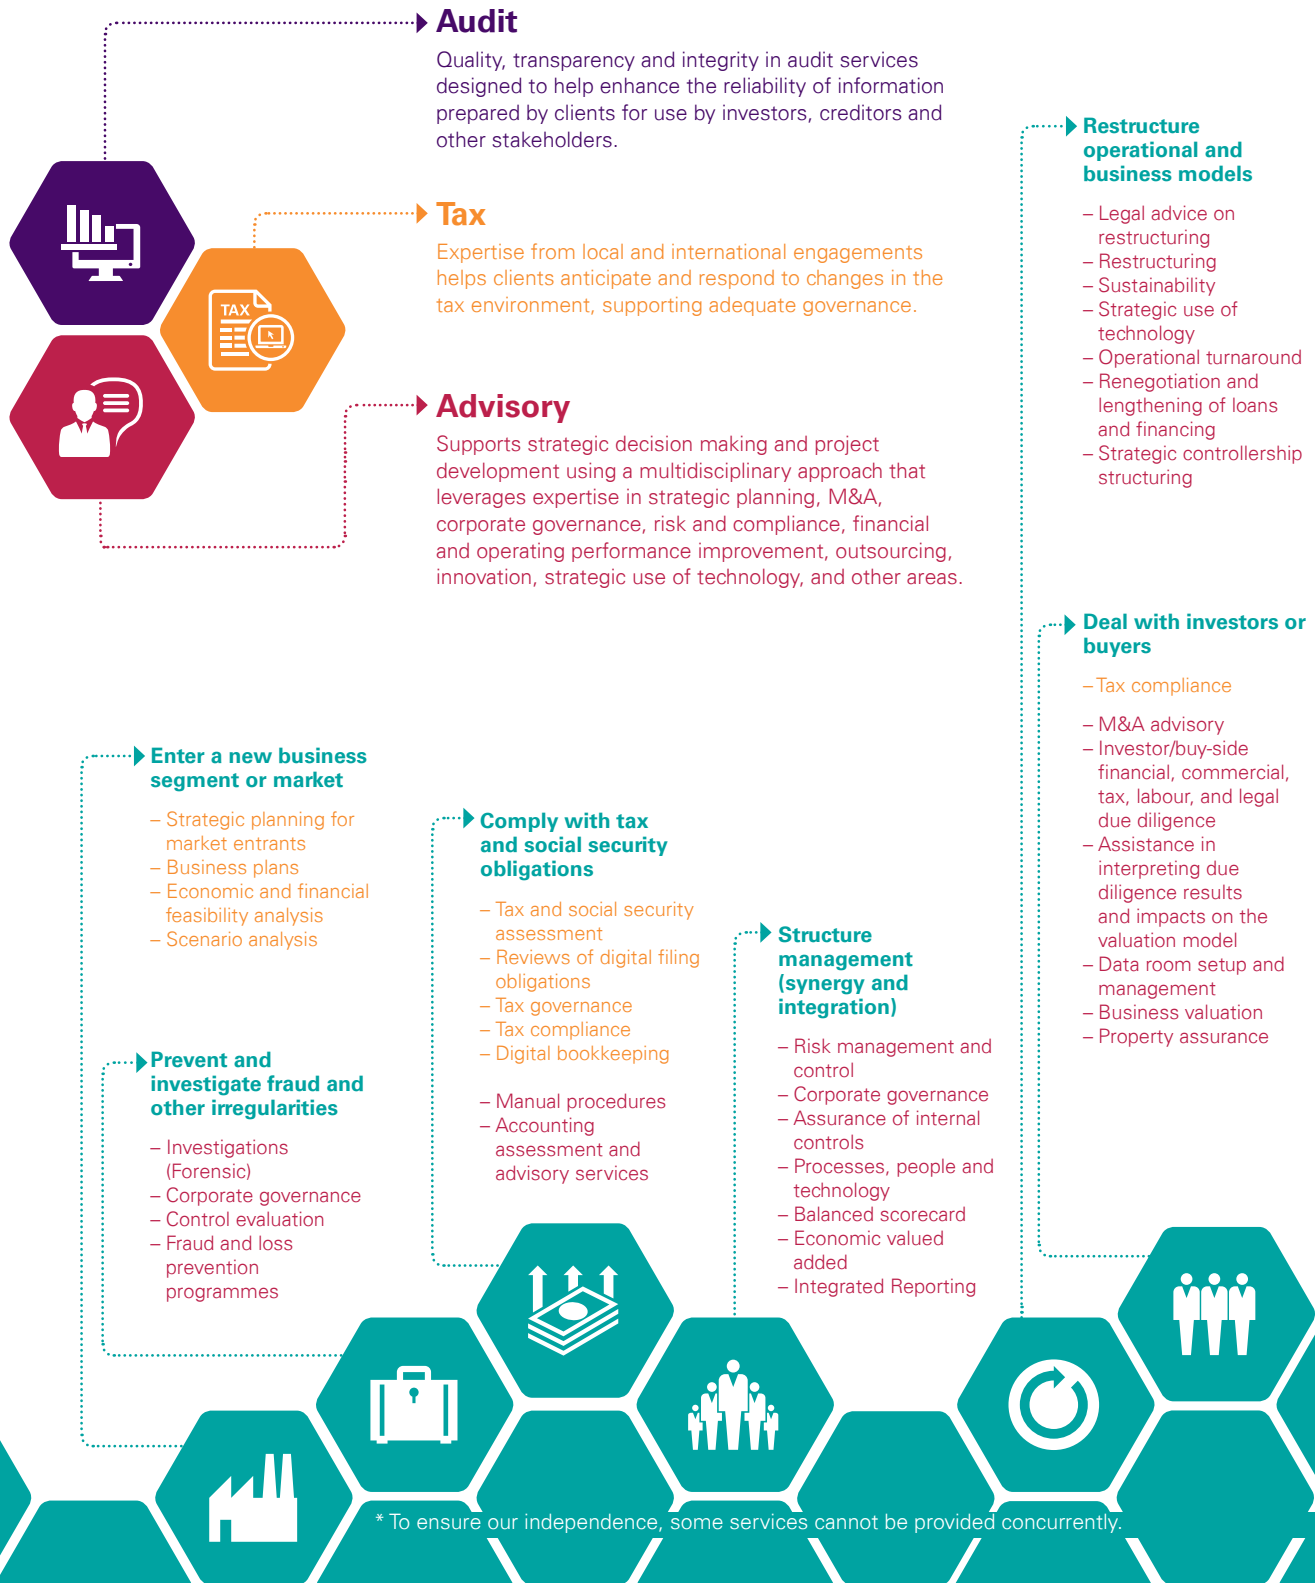 Audit
Quality, transparency and integrity in audit services
designed to help enhance the reliability of information
prepared by clients for use by investors, creditors and
other stakeholders.
Tax
Expertise from local and international engagements
helps clients anticipate and respond to changes in the
tax environment, supporting adequate governance.
TAX
Advisory
Supports strategic decision making and project
development using a multidisciplinary approach that
leverages expertise in strategic planning, M&A,
corporate governance, risk and compliance, financial
and operating performance improvement, outsourcing,
innovation, strategic use of technology, and other areas.
Restructure
operational and
business models
– Legal advice on
restructuring
– Restructuring
– Sustainability
– Strategic use of
technology
– Operational turnaround
– Renegotiation and
lengthening of loans
and financing
– Strategic controllership
structuring
Deal with investors or
buyers
– Tax compliance
– M&A advisory
– Investor/buy-side
financial, commercial,
tax, labour, and legal
due diligence
– Assistance in
interpreting due
diligence results
and impacts on the
valuation model
– Data room setup and
management
– Business valuation
– Property assurance
Enter a new business
segment or market
– Strategic planning for
market entrants
– Business plans
– Economic and financial
feasibility analysis
– Scenario analysis
Prevent and
investigate fraud and
other irregularities
– Investigations
(Forensic)
– Corporate governance
– Control evaluation
– Fraud and loss
prevention
programmes
Comply with tax
and social security
obligations
– Tax and social security
assessment
– Reviews of digital filing
obligations
– Tax governance
– Tax compliance
– Digital bookkeeping
– Manual procedures
– Accounting
assessment and
advisory services
Structure
management
(synergy and
integration)
– Risk management and
control
– Corporate governance
– Assurance of internal
controls
– Processes, people and
technology
– Balanced scorecard
– Economic valued
added
– Integrated Reporting
* To ensure our independence, some services cannot be provided concurrently.